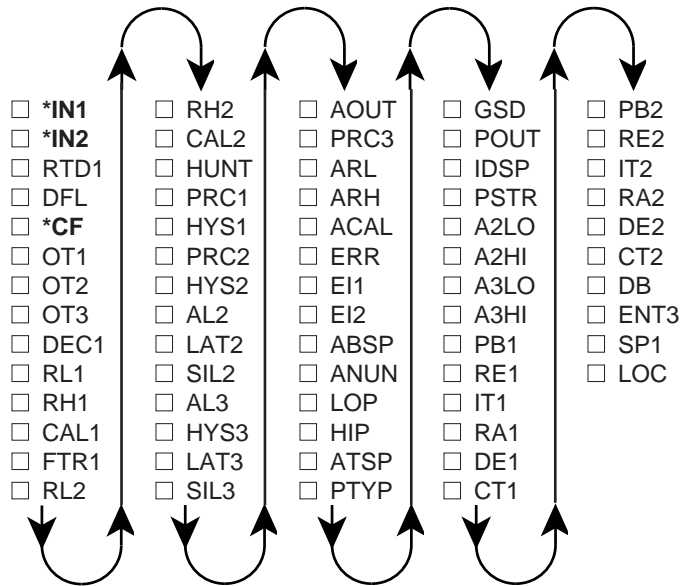 ☐ *IN1
☐ *IN2
☐ RTD1
☐ DFL
☐ *CF
☐ OT1
☐ OT2
☐ OT3
☐ DEC1
☐ RL1
☐ RH1
☐ CAL1
☐ FTR1
☐ RL2
☐ RH2
☐ CAL2
☐ HUNT
☐ PRC1
☐ HYS1
☐ PRC2
☐ HYS2
☐ AL2
☐ LAT2
☐ SIL2
☐ AL3
☐ HYS3
☐ LAT3
☐ SIL3
☐ AOUT
☐ PRC3
☐ ARL
☐ ARH
☐ ACAL
☐ ERR
☐ EI1
☐ EI2
☐ ABSP
☐ ANUN
☐ LOP
☐ HIP
☐ ATSP
☐ PTYP
☐ GSD
☐ POUT
☐ IDSP
☐ PSTR
☐ A2LO
☐ A2HI
☐ A3LO
☐ A3HI
☐ PB1
☐ RE1
☐ IT1
☐ RA1
☐ DE1
☐ CT1
☐ PB2
☐ RE2
☐ IT2
☐ RA2
☐ DE2
☐ CT2
☐ DB
☐ ENT3
☐ SP1
☐ LOC